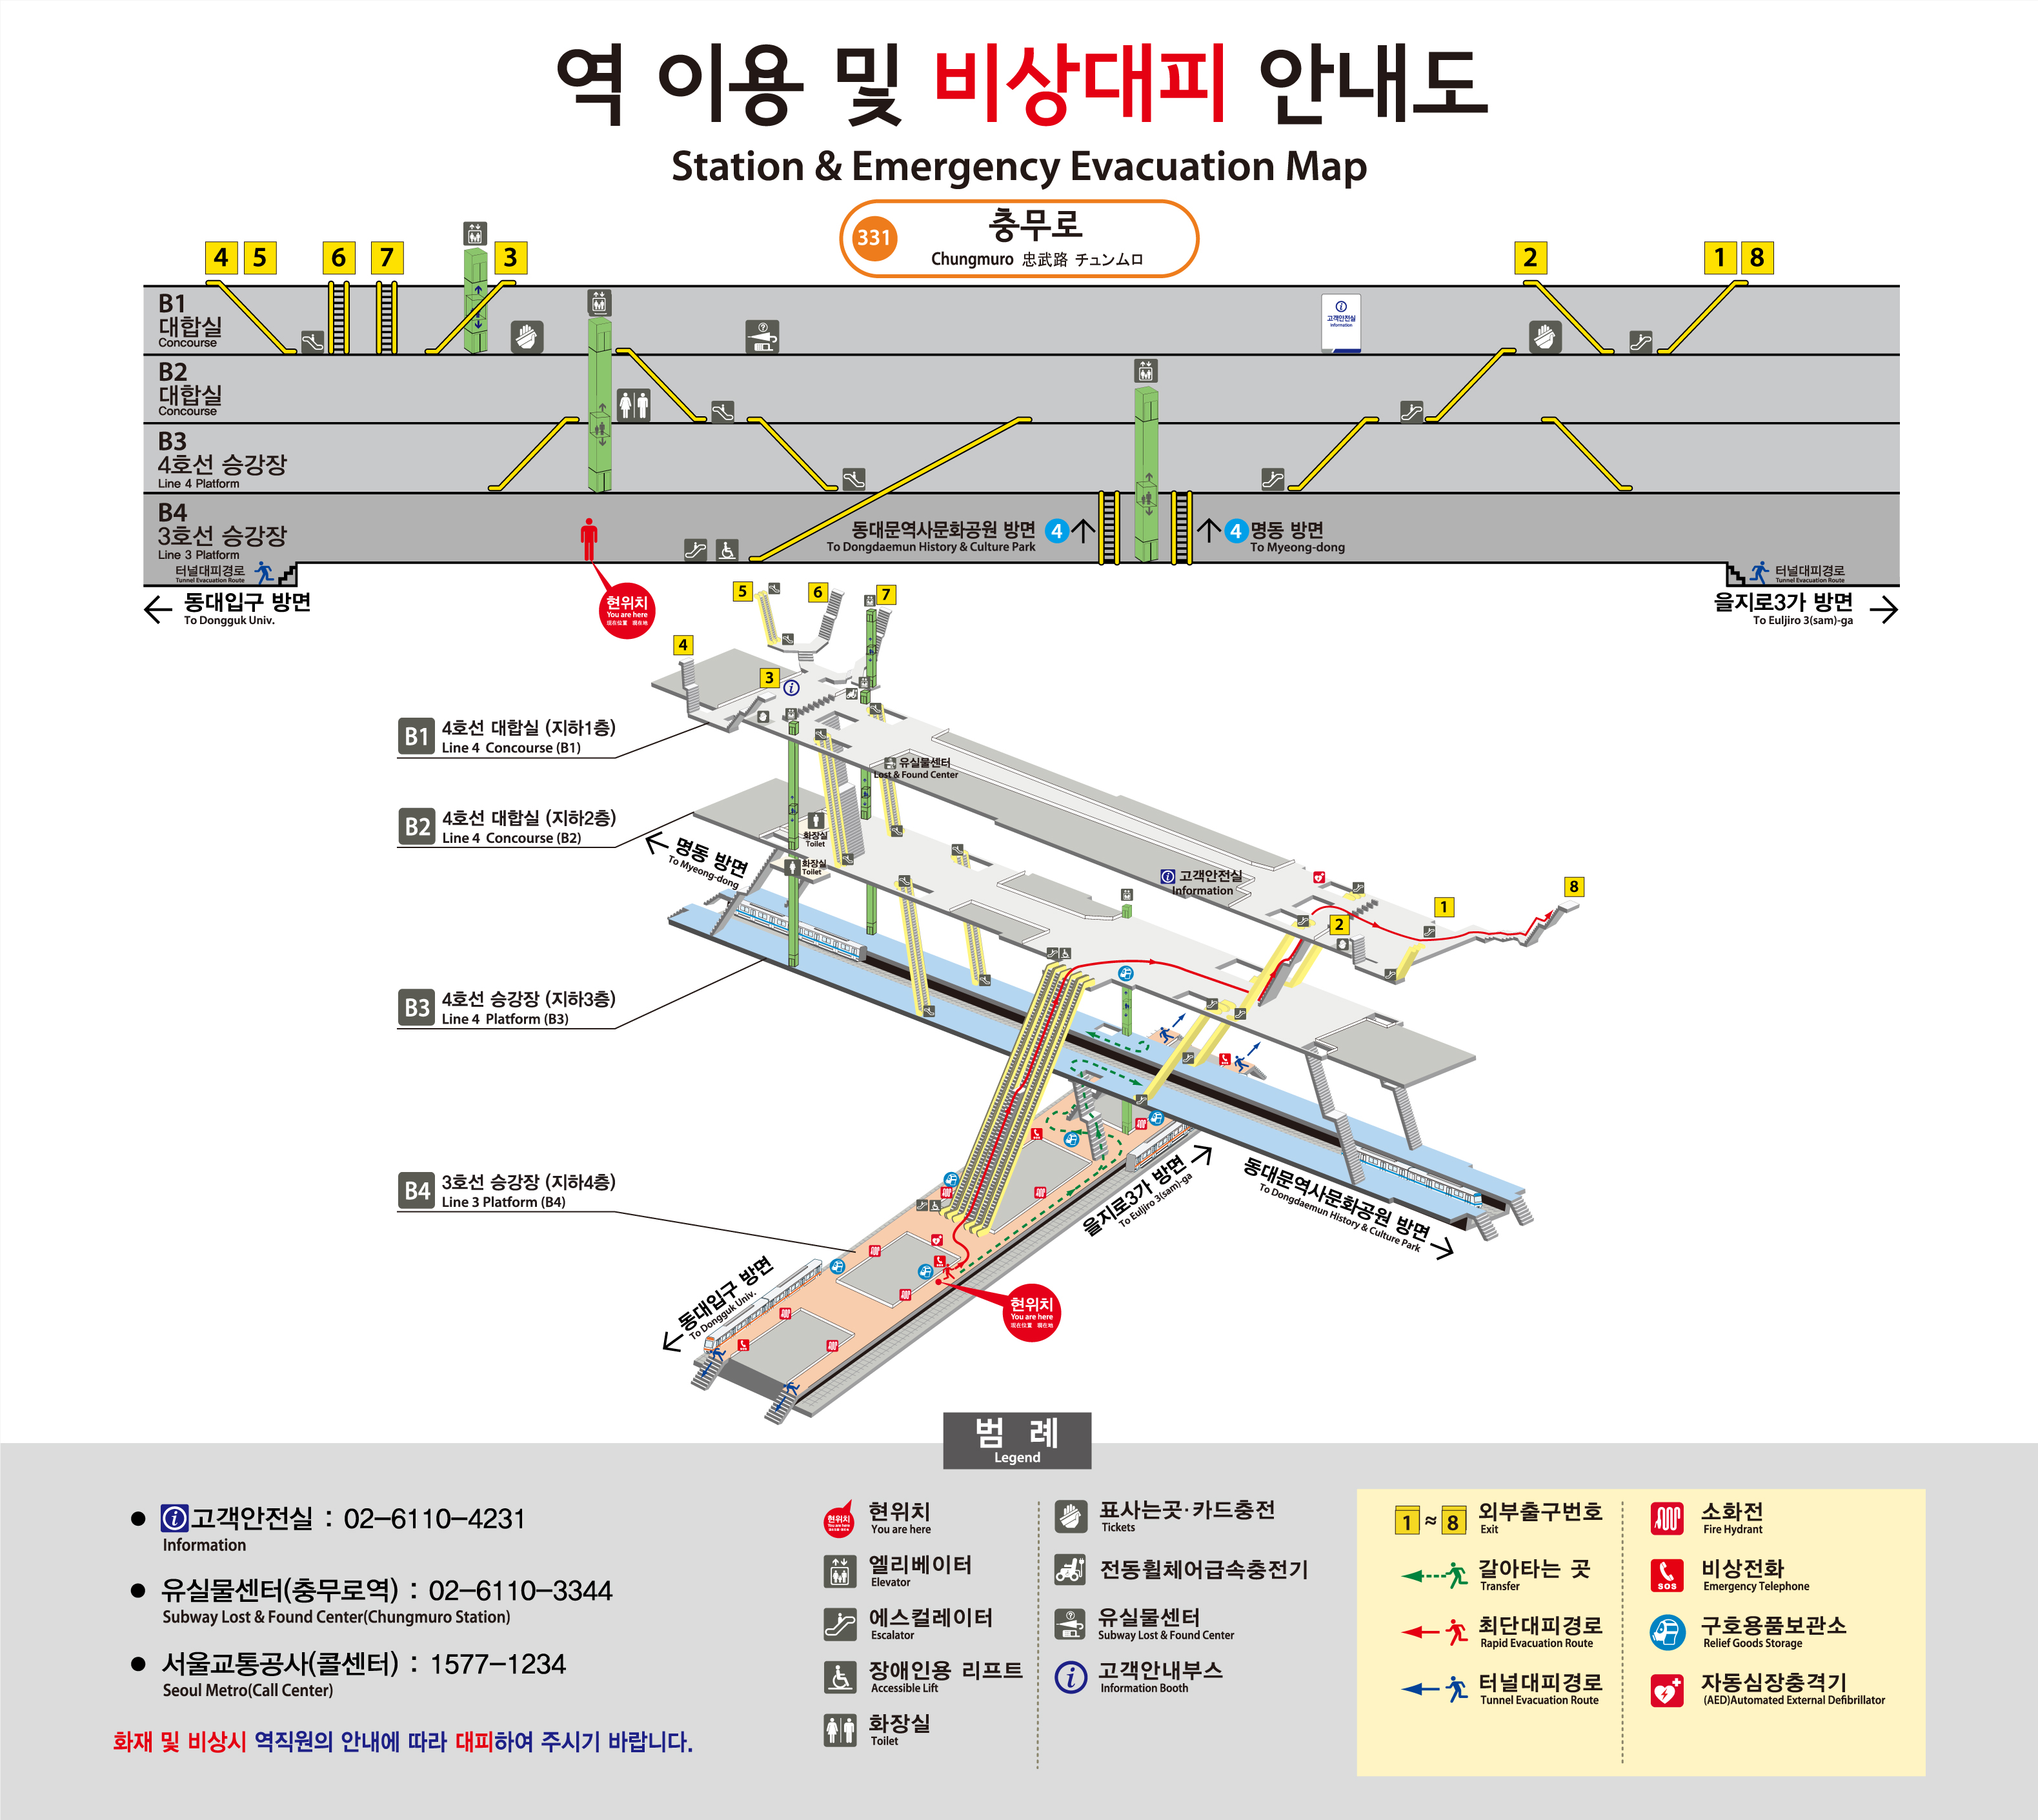 역 이용 및 비상대피 안내도
Station & Emergency Evacuation Map
331
충무로
Chungmuro 忠武路 チュンムロ
4 5 6 7 3 2 1 8
B1
대합실
Concourse
고객안전실
Information
B2
대합실
Concourse
B3
4호선 승강장
Line 4 Platform
B4
3호선 승강장
Line 3 Platform
동대문역사문화공원 방면 4
To Dongdaemun History & Culture Park
4 명동 방면
To Myeong-dong
터널대피경로
Tunnel Evacuation Route
터널대피경로
Tunnel Evacuation Route
동대입구 방면
To Dongguk Univ.
현위치
You are here
现在位置 現在地
을지로3가 방면
To Euljiro 3(sam)-ga
5 6 7
4
3
B1 4호선 대합실 (지하1층)
Line 4 Concourse (B1)
유실물센터
Lost & Found Center
B2 4호선 대합실 (지하2층)
Line 4 Concourse (B2)
화장실
Toilet
화장실
Toilet
명동 방면
To Myeong-dong
고객안전실
Information
8
1
2
B3 4호선 승강장 (지하3층)
Line 4 Platform (B3)
B4 3호선 승강장 (지하4층)
Line 3 Platform (B4)
을지로3가 방면
To Euljiro 3(sam)-ga
동대문역사문화공원 방면
To Dongdaemun History & Culture Park
동대입구 방면
To Dongguk Univ.
현위치
You are here
现在位置 現在地
범 례
Legend
고객안전실 : 02-6110-4231
Information
유실물센터(충무로역) : 02-6110-3344
Subway Lost & Found Center(Chungmuro Station)
서울교통공사(콜센터) : 1577-1234
Seoul Metro(Call Center)
화재 및 비상시 역직원의 안내에 따라 대피하여 주시기 바랍니다.
현위치
You are here
현위치
You are here
엘리베이터
Elevator
에스컬레이터
Escalator
장애인용 리프트
Accessible Lift
화장실
Toilet
표사는곳·카드충전
Tickets
전동휠체어급속충전기
유실물센터
Subway Lost & Found Center
고객안내부스
Information Booth
1 ≈ 8 외부출구번호
Exit
갈아타는 곳
Transfer
최단대피경로
Rapid Evacuation Route
터널대피경로
Tunnel Evacuation Route
소화전
Fire Hydrant
SOS
비상전화
Emergency Telephone
구호용품보관소
Relief Goods Storage
자동심장충격기
(AED)Automated External Defibrillator